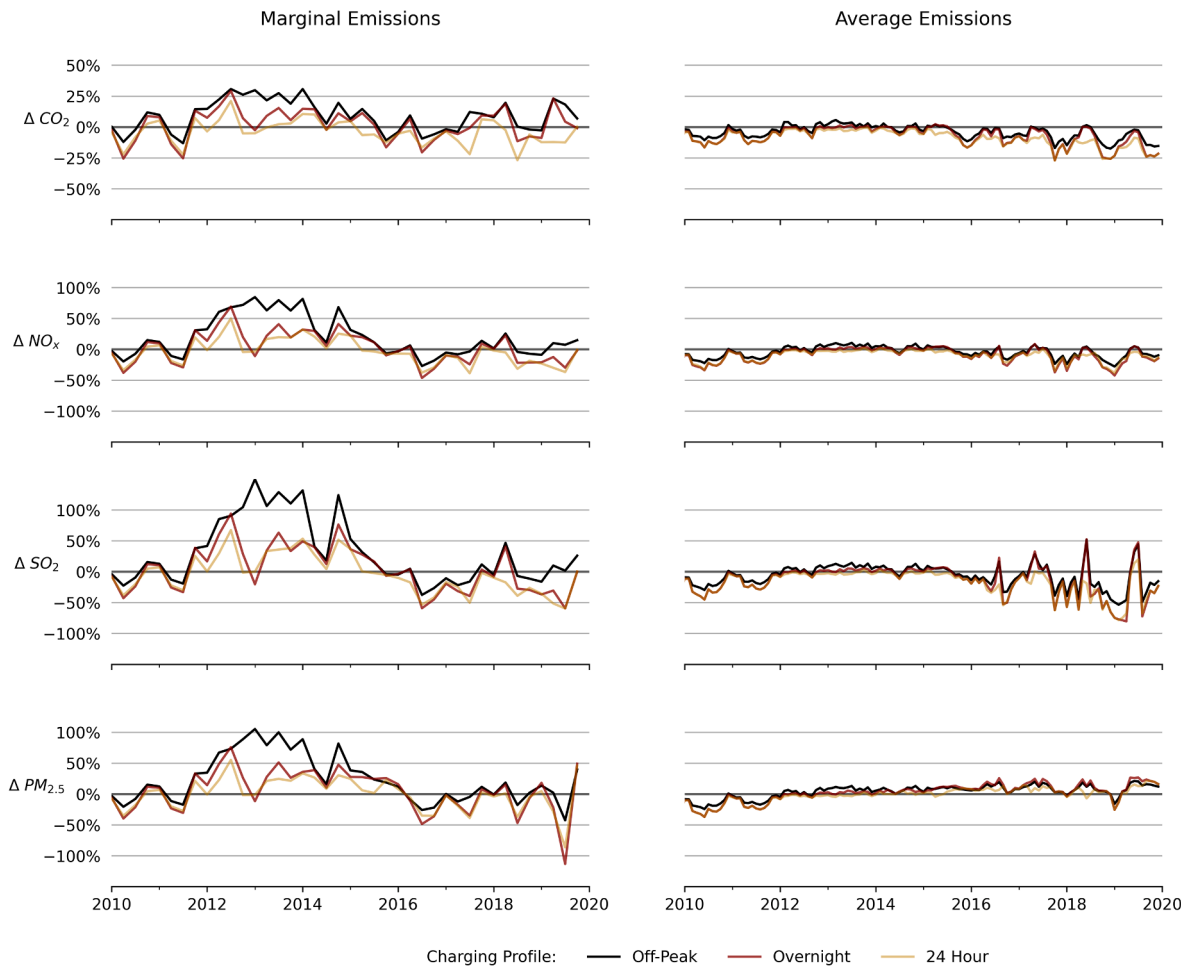 Marginal Emissions
Average Emissions
50%
25%
0%
−25%
−50%
Δ CO2
100%
50%
0%
−50%
−100%
Δ NOx
100%
50%
0%
−50%
−100%
Δ SO2
100%
50%
0%
−50%
−100%
Δ PM2.5
2010 2012 2014 2016 2018 2020
2010 2012 2014 2016 2018 2020
Charging Profile: Off-Peak Overnight 24 Hour